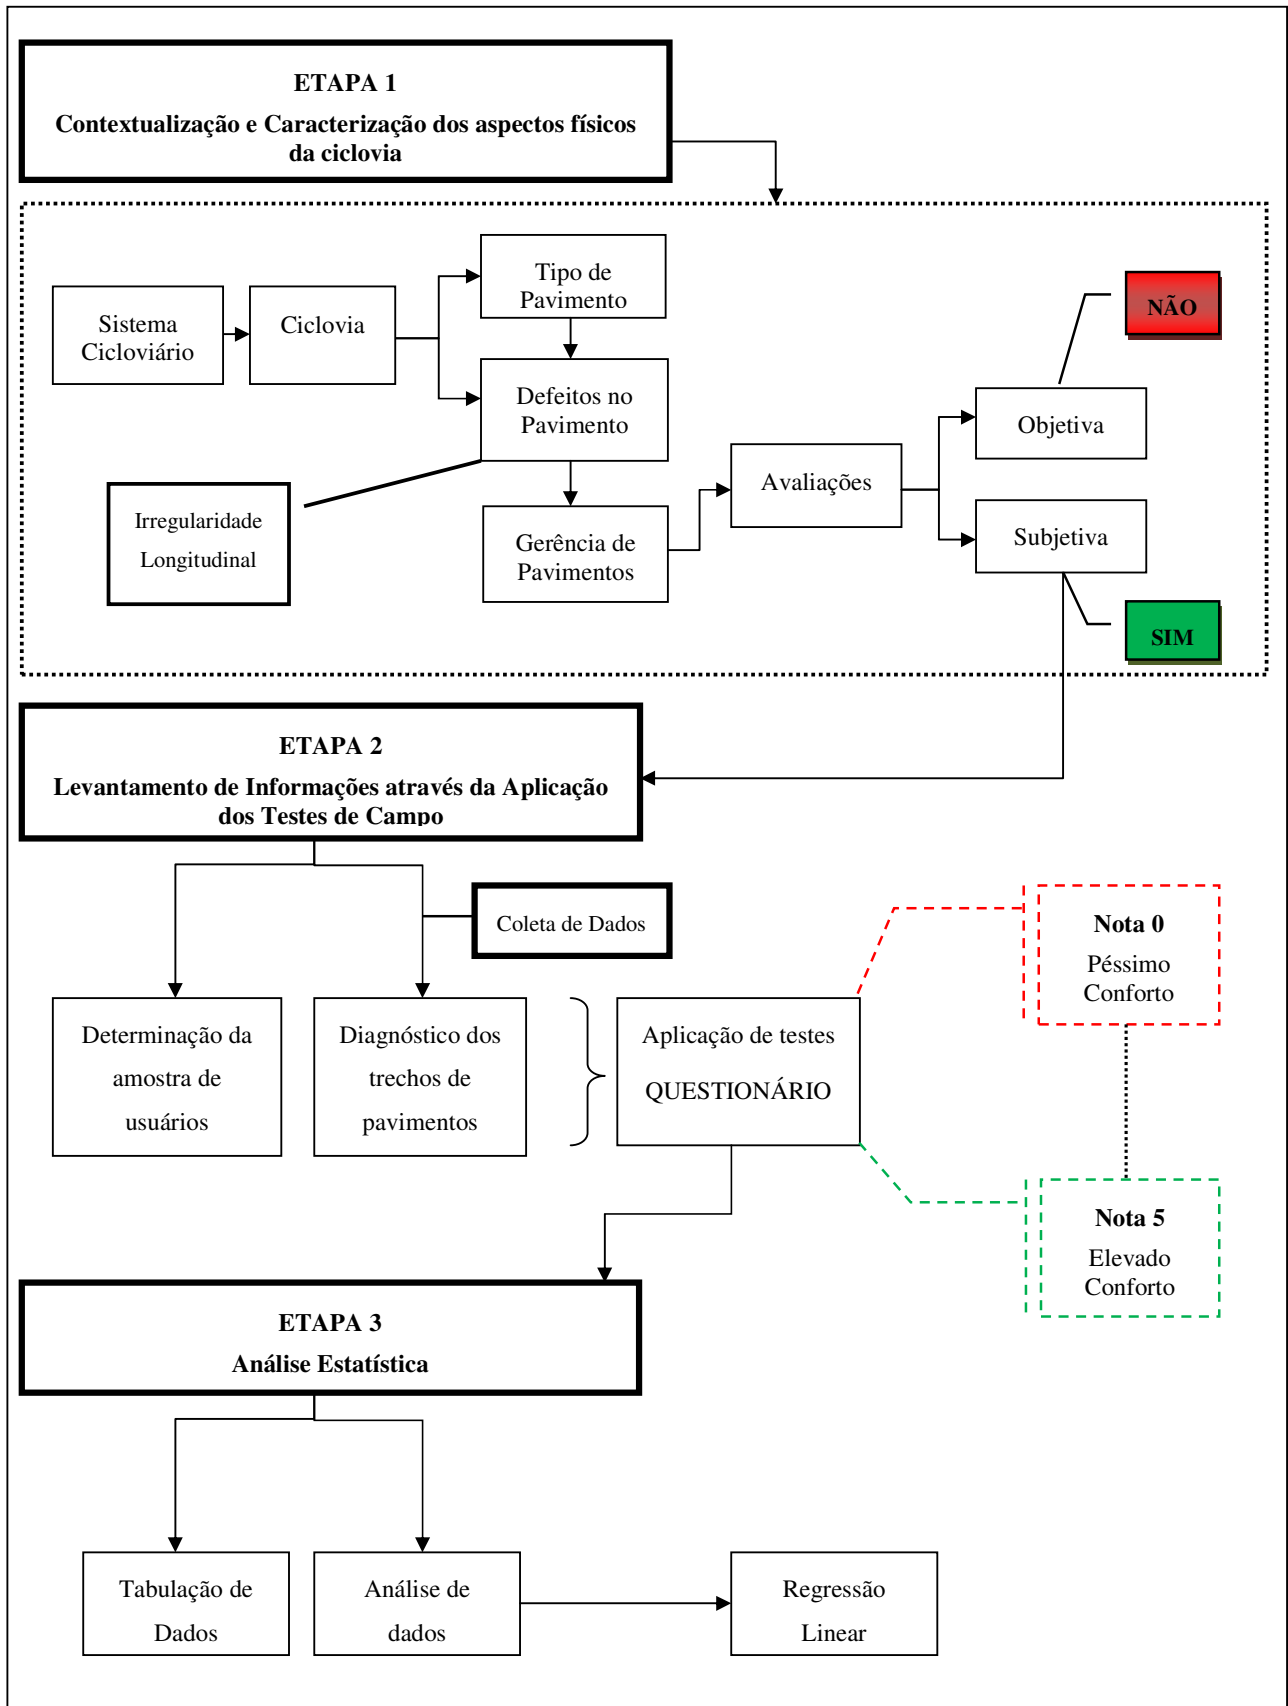 ETAPA 1
Contextualização e Caracterização dos aspectos físicos
da ciclovia
Sistema
Cicloviário
Ciclovia
Tipo de
Pavimento
Defeitos no
Pavimento
Irregularidade
Longitudinal
Gerência de
Pavimentos
Avaliações
Objetiva
NÃO
Subjetiva
SIM
ETAPA 2
Levantamento de Informações através da Aplicação
dos Testes de Campo
Coleta de Dados
Determinação da
amostra de
usuários
Diagnóstico dos
trechos de
pavimentos
Aplicação de testes
QUESTIONÁRIO
Nota 0
Péssimo
Conforto
Nota 5
Elevado
Conforto
ETAPA 3
Análise Estatística
Tabulação de
Dados
Análise de
dados
Regressão
Linear